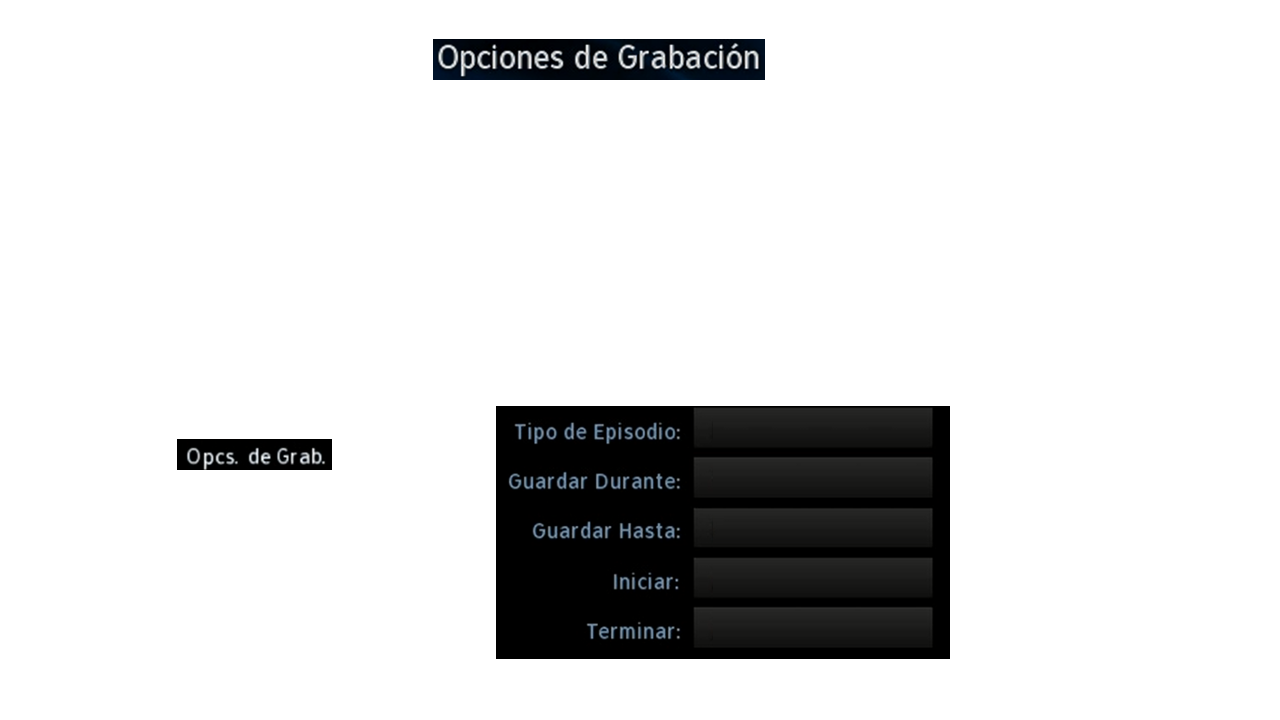 Opciones de Grabación
Opcs. de Grab.
Tipo de Episodio:
Guardar Durante:
Guardar Hasta:
Iniciar:
Terminar: